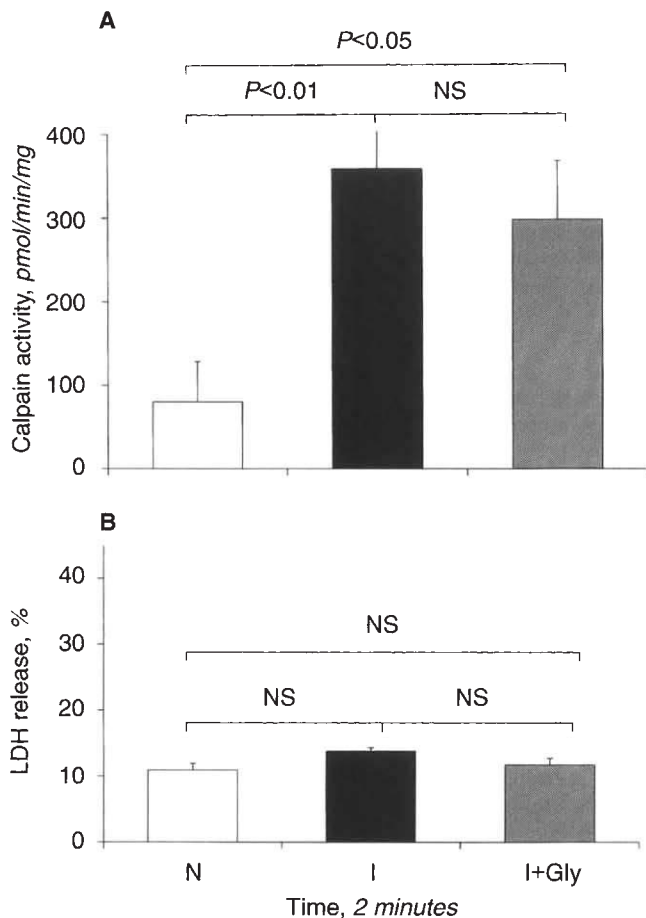 A
P<0.05
P<0.01 NS
400
300
200
100
0
Calpain activity, pmol/min/mg
B
40
30
20
10
0
LDH release, %
NS
NS NS
N I I+Gly
Time, 2 minutes